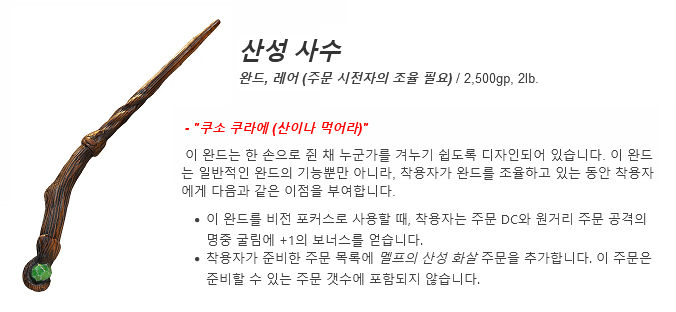 산성 사수
완드, 레어 (주문 시전자의 조율 필요) / 2,500gp, 2lb.
- "쿠소 쿠라에 (산이나 먹어라)"
이 완드는 한 손으로 쥔 채 누군가를 겨누기 쉽도록 디자인되어 있습니다. 이 완드
는 일반적인 완드의 기능뿐만 아니라, 착용자가 완드를 조율하고 있는 동안 착용자
에게 다음과 같은 이점을 부여합니다.
• 이 완드를 비전 포커스로 사용할 때, 착용자는 주문 DC와 원거리 주문 공격의
명중 굴림에 +1의 보너스를 얻습니다.
• 착용자가 준비한 주문 목록에 멜프의 산성 화살 주문을 추가합니다. 이 주문은
준비할 수 있는 주문 갯수에 포함되지 않습니다.